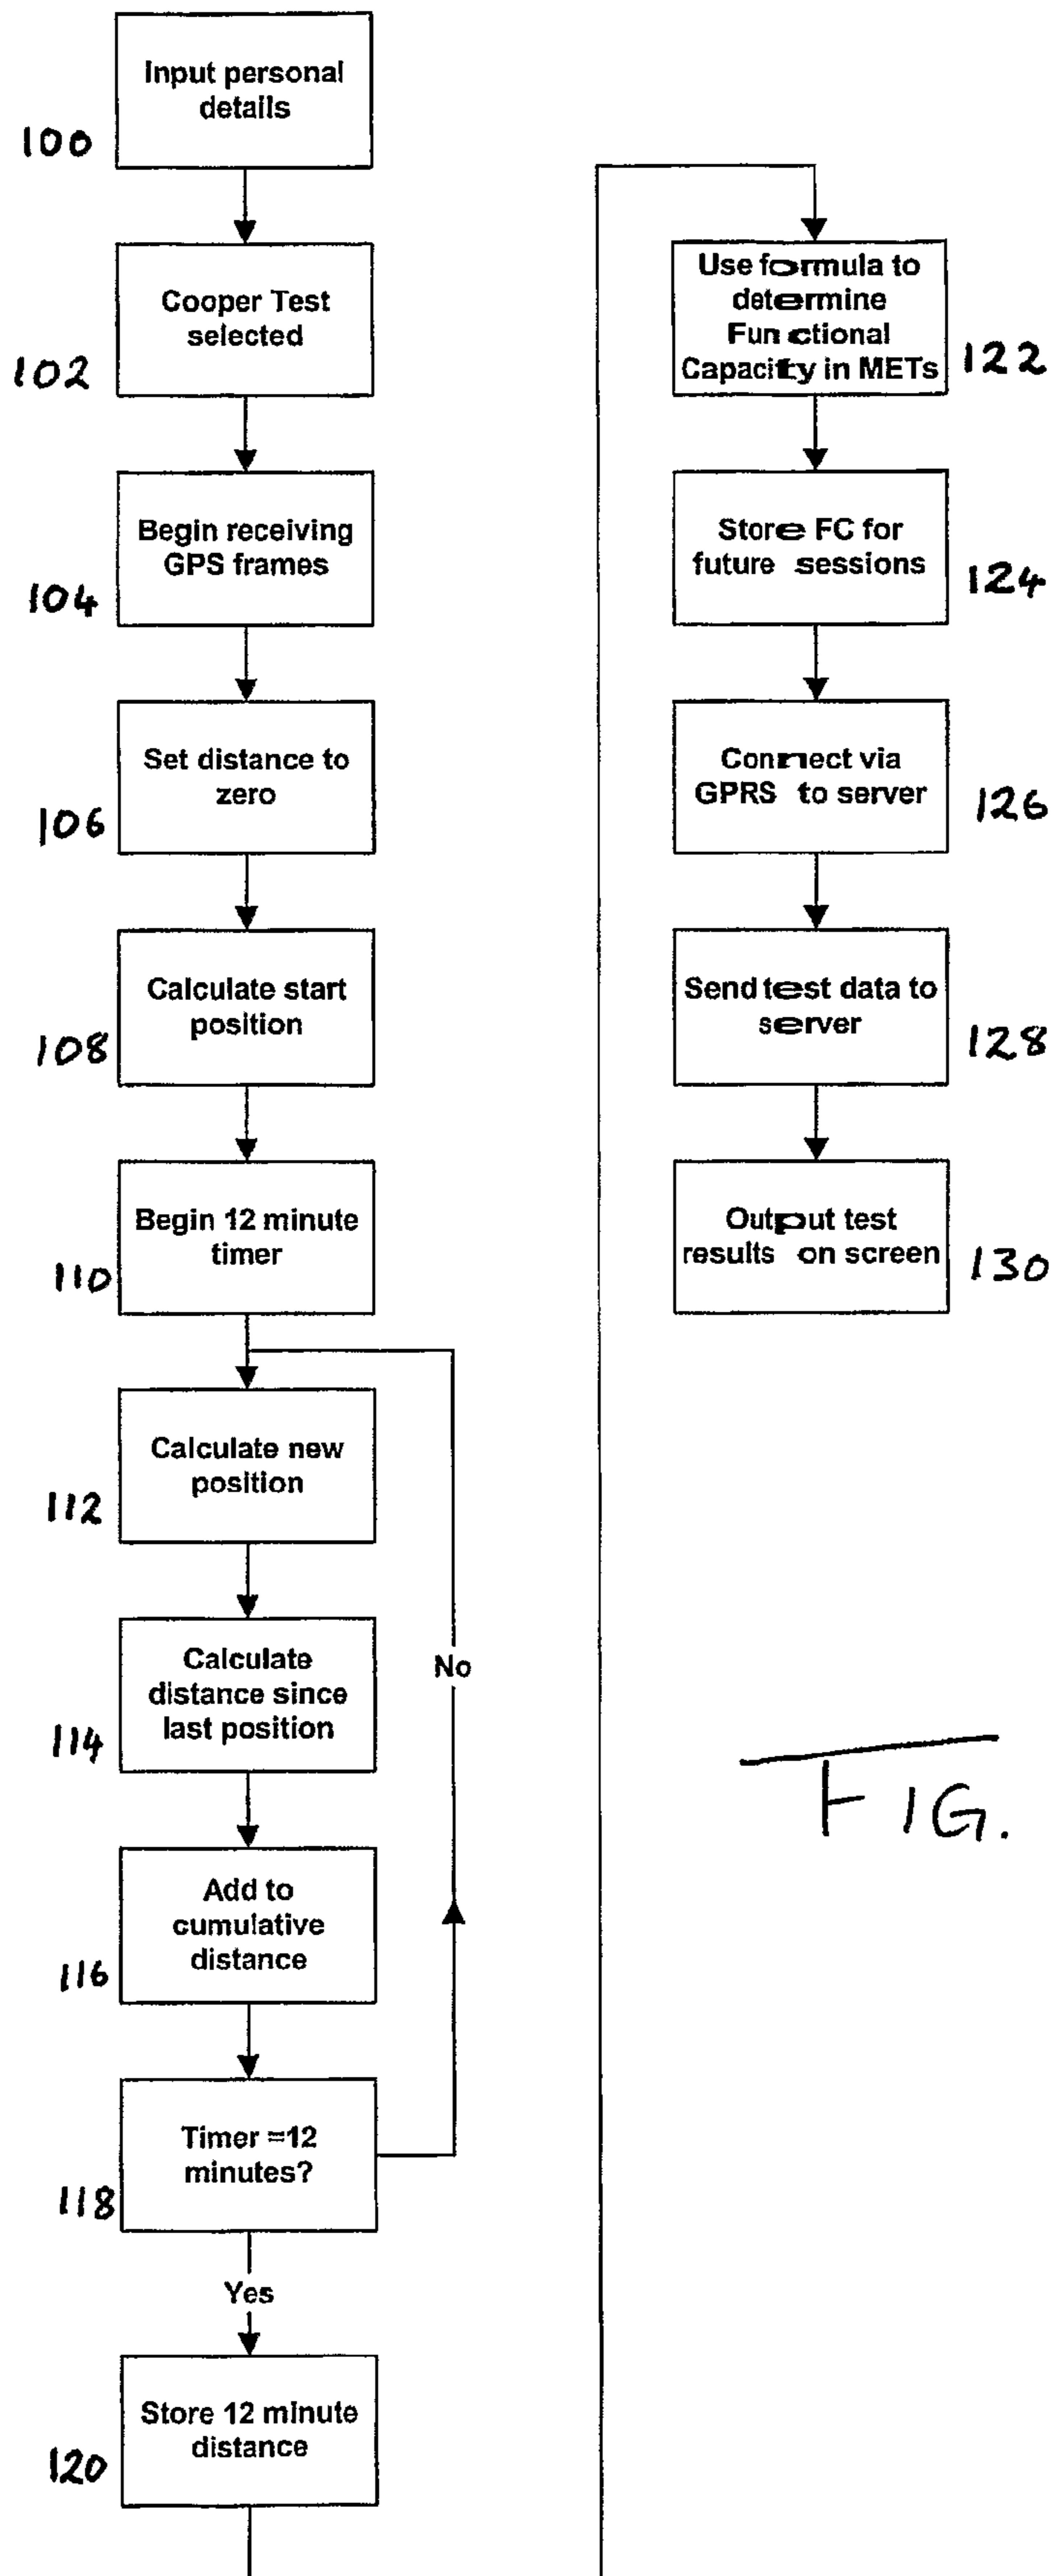 Input personal
details
100
Cooper Test
selected
102
Begin receiving
GPS frames
104
Set distance to
zero
106
Calculate start
position
108
Begin 12 minute
timer
110
Calculate new
position
112
Calculate
distance since
last position
114
No
Add to
cumulative
distance
116
Timer =12
minutes?
118
Yes
Store 12 minute
distance
120
Use formula to
determine
Functional
Capacity in METs
122
Store FC for
future sessions
124
Connect via
GPRS to server
126
Send test data to
server
128
Output test
results on screen
130
FIG.